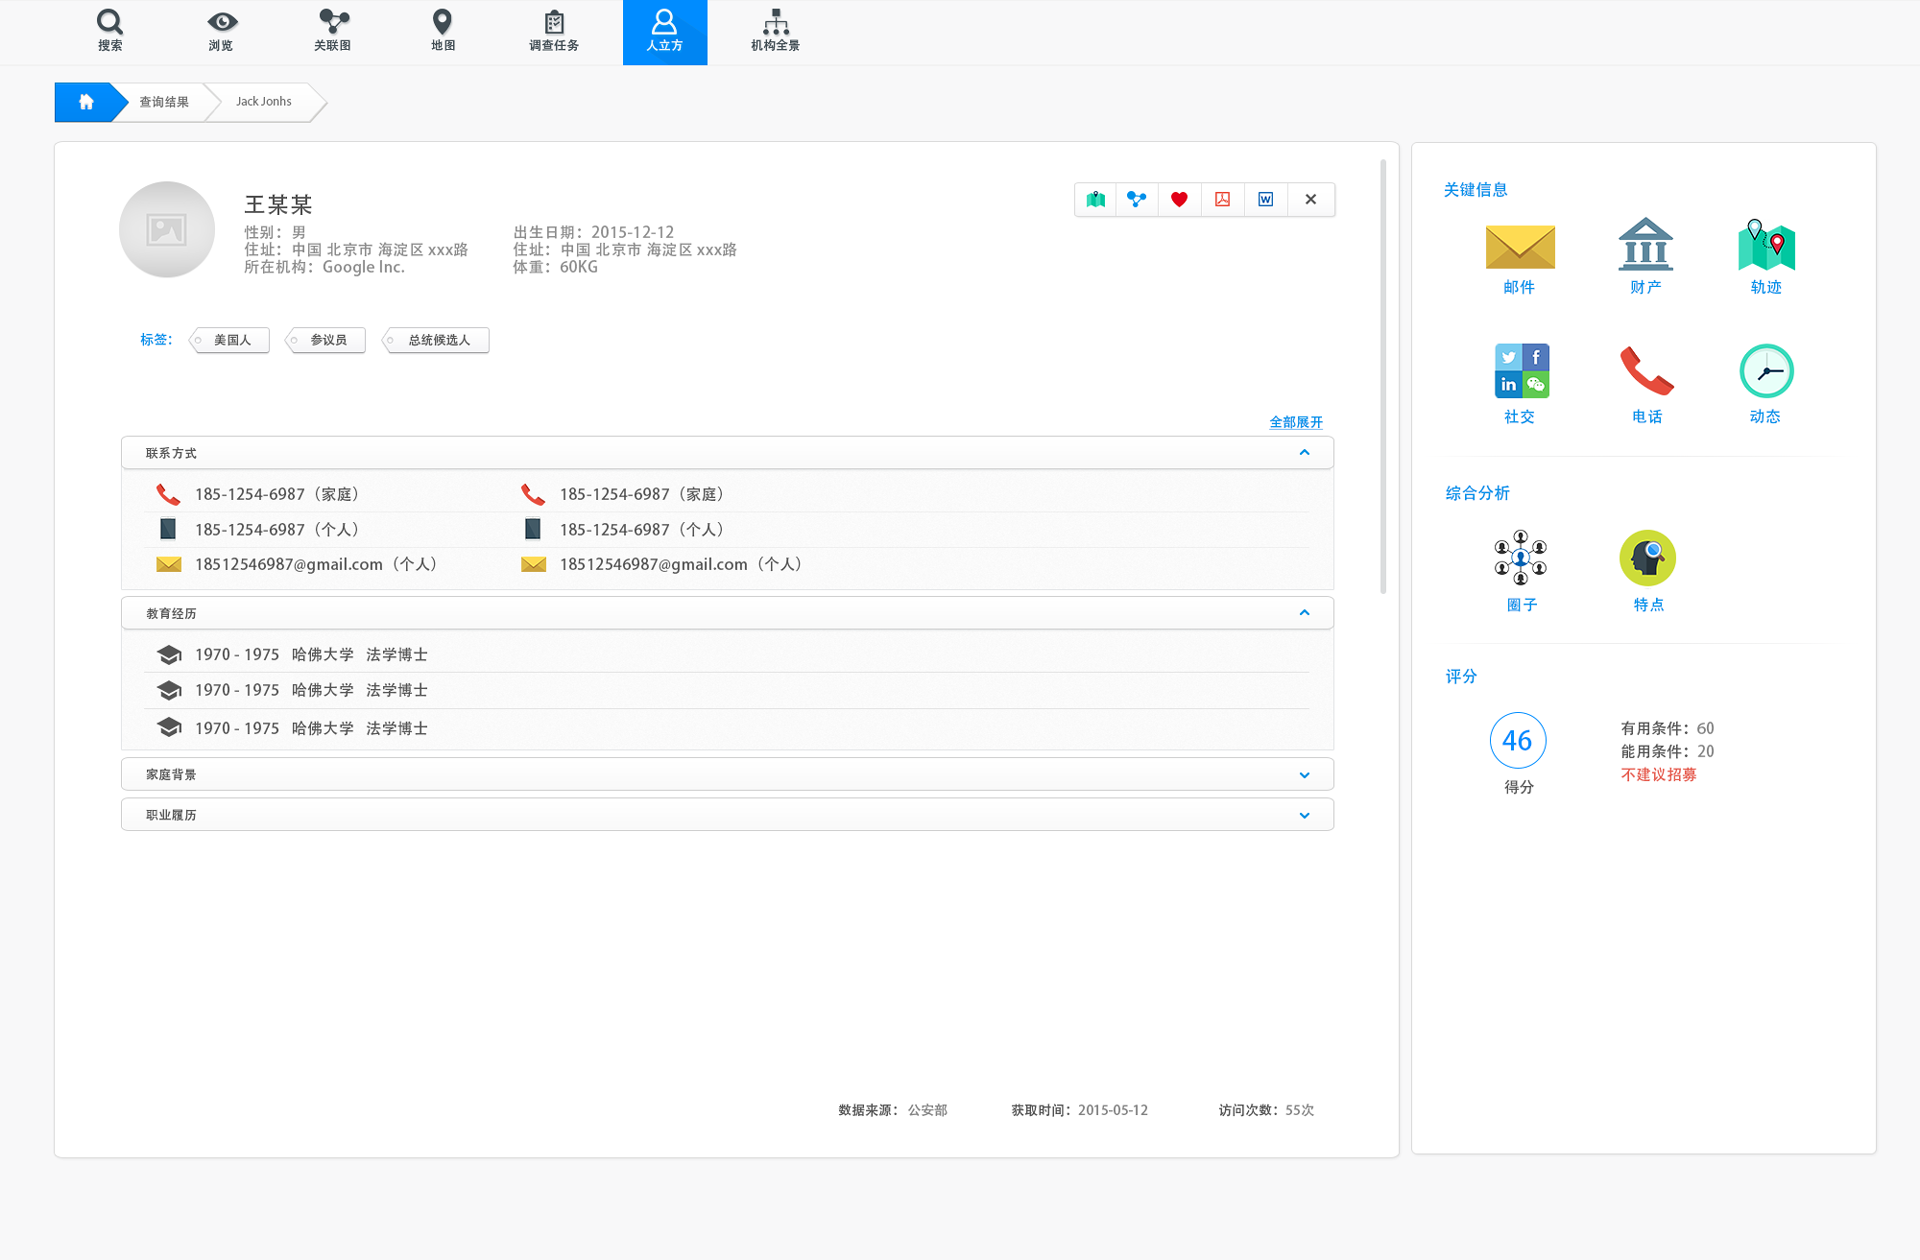 搜索 浏览 关联图 地图 调查任务 人立方 机构全景
查询结果 Jack Jonhs
王某某
性别：男 出生日期：2015-12-12
住址：中国 北京市 海淀区 xxx路 住址：中国 北京市 海淀区 xxx路
所在机构：Google Inc. 体重：60KG
标签： 美国人 参议员 总统候选人
全部展开
联系方式
185-1254-6987（家庭） 185-1254-6987（家庭）
185-1254-6987（个人） 185-1254-6987（个人）
18512546987@gmail.com（个人） 18512546987@gmail.com（个人）
教育经历
1970 - 1975 哈佛大学 法学博士
1970 - 1975 哈佛大学 法学博士
1970 - 1975 哈佛大学 法学博士
家庭背景
职业履历
数据来源： 公安部 获取时间：2015-05-12 访问次数：55次
关键信息
邮件 财产 轨迹
社交 电话 动态
综合分析
圈子 特点
评分
46
得分
有用条件：60
能用条件：20
不建议招募